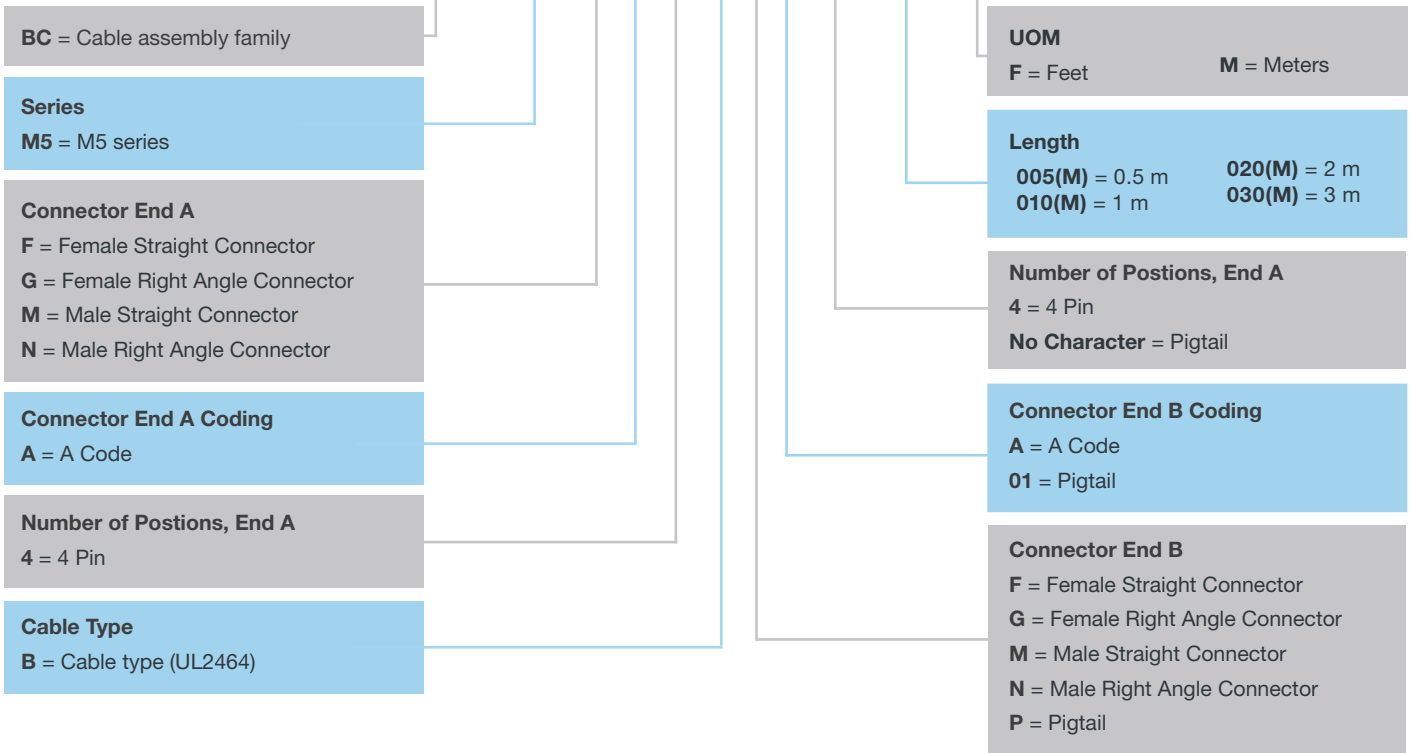 BC = Cable assembly family
Series
M5 = M5 series
Connector End A
F = Female Straight Connector
G = Female Right Angle Connector
M = Male Straight Connector
N = Male Right Angle Connector
Connector End A Coding
A = A Code
Number of Postions, End A
4 = 4 Pin
Cable Type
B = Cable type (UL2464)
UOM
F = Feet
M = Meters
Length
005(M) = 0.5 m
010(M) = 1 m
020(M) = 2 m
030(M) = 3 m
Number of Postions, End A
4 = 4 Pin
No Character = Pigtail
Connector End B Coding
A = A Code
01 = Pigtail
Connector End B
F = Female Straight Connector
G = Female Right Angle Connector
M = Male Straight Connector
N = Male Right Angle Connector
P = Pigtail